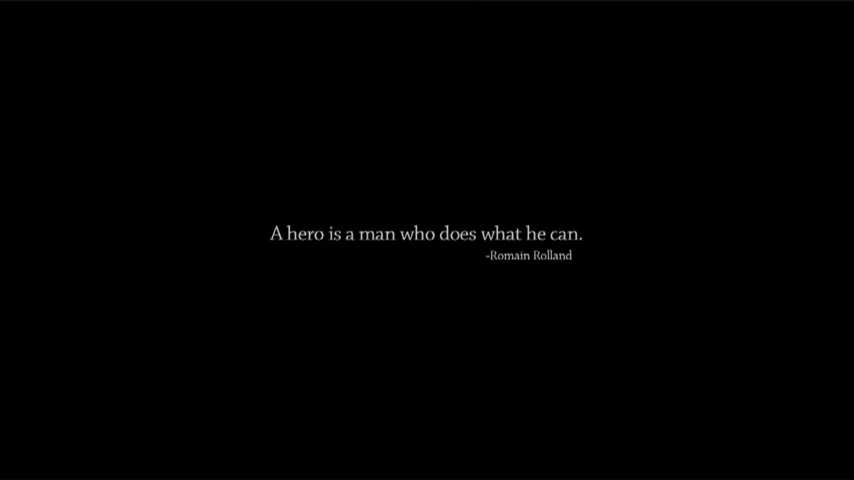 A hero is a man who does what he can.
-Romain Rolland